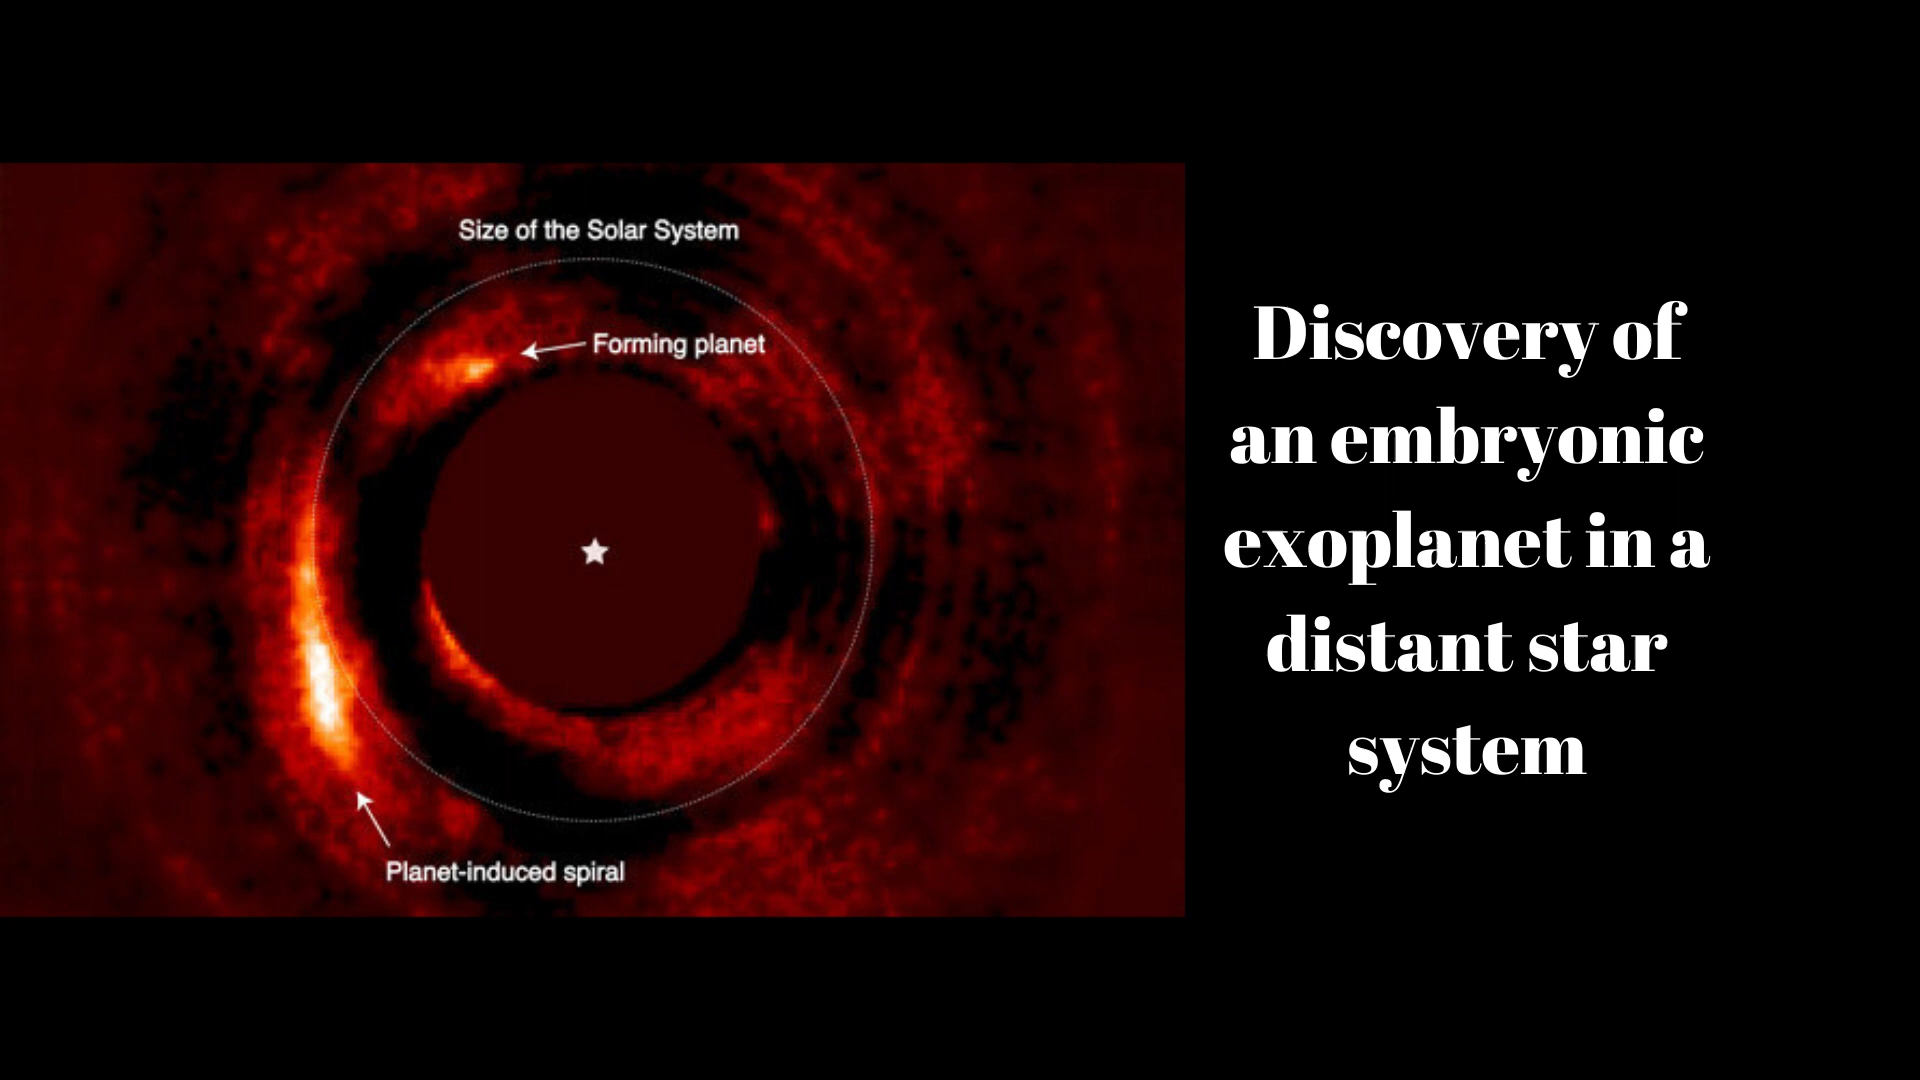 Size of the Solar System
Forming planet
Planet-induced spiral
Discovery of
an embryonic
exoplanet in a
distant star
system